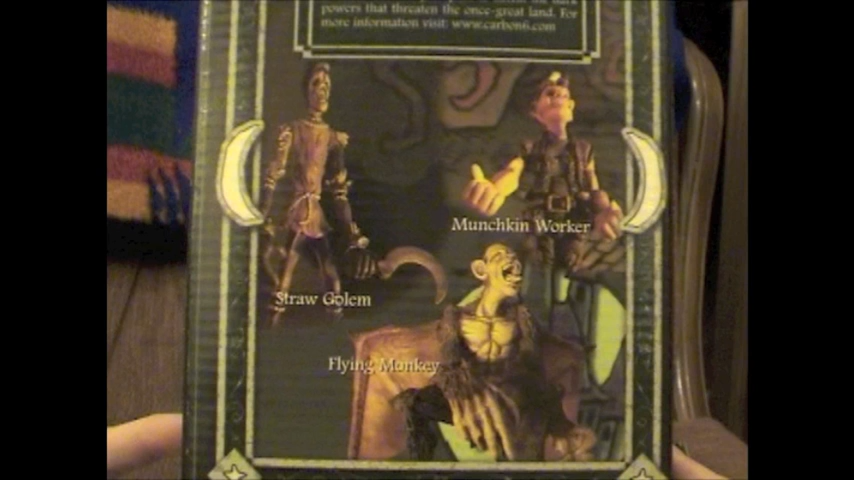 powers that threaten the once-great land. For
more information visit: www.carbon6.com
Munchkin Worker
Straw Golem
Flying Monkey